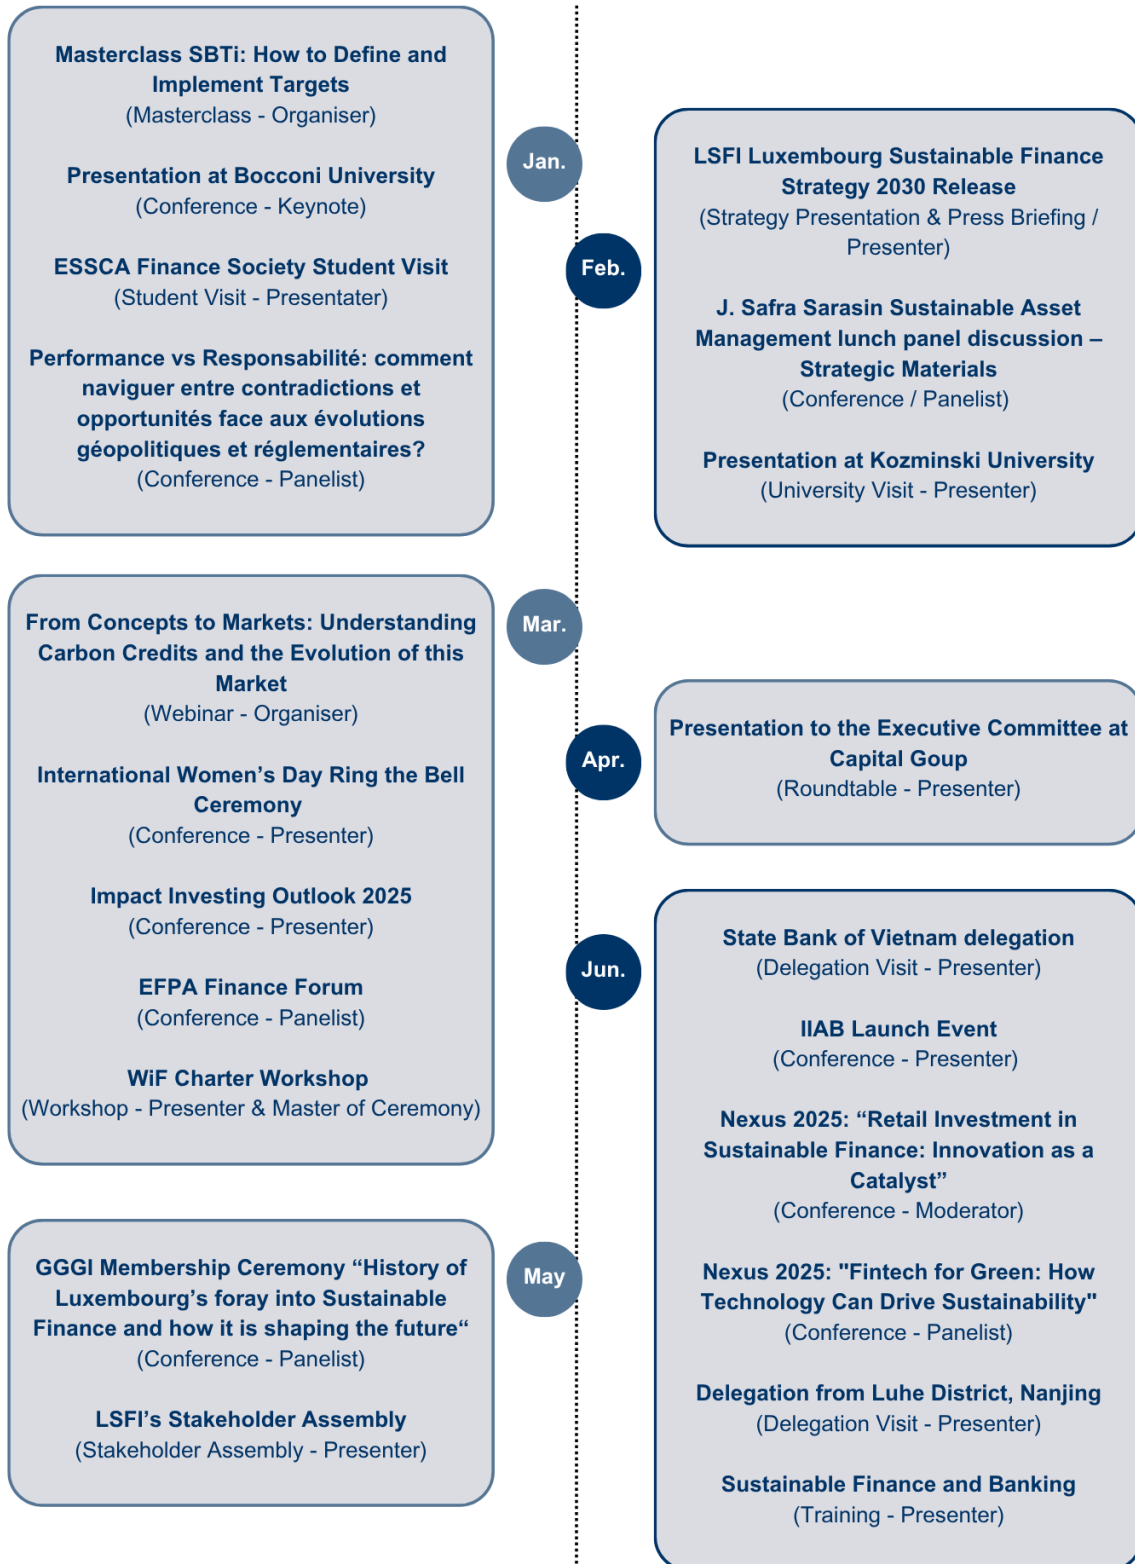 Masterclass SBTi: How to Define and
Implement Targets
(Masterclass - Organiser)
Presentation at Bocconi University
(Conference - Keynote)
ESSCA Finance Society Student Visit
(Student Visit - Presentater)
Performance vs Responsabilité: comment
naviguer entre contradictions et
opportunités face aux évolutions
géopolitiques et réglementaires?
(Conference - Panelist)
Jan.
Feb.
LSFI Luxembourg Sustainable Finance
Strategy 2030 Release
(Strategy Presentation & Press Briefing /
Presenter)
J. Safra Sarasin Sustainable Asset
Management lunch panel discussion –
Strategic Materials
(Conference / Panelist)
Presentation at Kozminski University
(University Visit - Presenter)
Mar.
From Concepts to Markets: Understanding
Carbon Credits and the Evolution of this
Market
(Webinar - Organiser)
International Women’s Day Ring the Bell
Ceremony
(Conference - Presenter)
Impact Investing Outlook 2025
(Conference - Presenter)
EFPA Finance Forum
(Conference - Panelist)
WiF Charter Workshop
(Workshop - Presenter & Master of Ceremony)
Apr.
Presentation to the Executive Committee at
Capital Goup
(Roundtable - Presenter)
May
GGGI Membership Ceremony “History of
Luxembourg’s foray into Sustainable
Finance and how it is shaping the future“
(Conference - Panelist)
LSFI’s Stakeholder Assembly
(Stakeholder Assembly - Presenter)
Jun.
State Bank of Vietnam delegation
(Delegation Visit - Presenter)
IIAB Launch Event
(Conference - Presenter)
Nexus 2025: “Retail Investment in
Sustainable Finance: Innovation as a
Catalyst”
(Conference - Moderator)
Nexus 2025: "Fintech for Green: How
Technology Can Drive Sustainability"
(Conference - Panelist)
Delegation from Luhe District, Nanjing
(Delegation Visit - Presenter)
Sustainable Finance and Banking
(Training - Presenter)